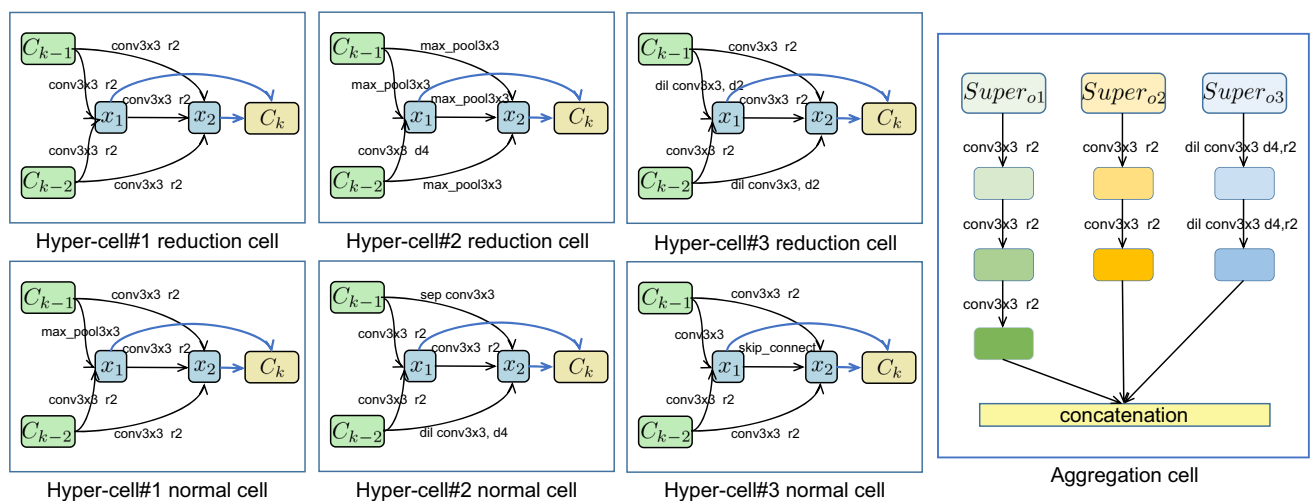 C_{k-1}
conv3x3 r2
conv3x3 r2
conv3x3 r2
x_1
x_2
C_k
conv3x3 r2
C_{k-2}
conv3x3 r2
Hyper-cell#1 reduction cell
C_{k-1}
max_pool3x3
max_pool3x3
max_pool3x3
x_1
x_2
C_k
conv3x3 d4
C_{k-2}
max_pool3x3
Hyper-cell#2 reduction cell
C_{k-1}
conv3x3 r2
dil conv3x3, d2
conv3x3 r2
x_1
x_2
C_k
conv3x3 r2
C_{k-2}
dil conv3x3, d2
Hyper-cell#3 reduction cell
C_{k-1}
conv3x3 r2
max_pool3x3
conv3x3 r2
x_1
x_2
C_k
conv3x3 r2
C_{k-2}
conv3x3 r2
Hyper-cell#1 normal cell
C_{k-1}
sep conv3x3
conv3x3 r2
conv3x3 r2
x_1
x_2
C_k
conv3x3 r2
C_{k-2}
dil conv3x3, d4
Hyper-cell#2 normal cell
C_{k-1}
conv3x3 r2
conv3x3
skip_connect
x_1
x_2
C_k
conv3x3 r2
C_{k-2}
conv3x3 r2
Hyper-cell#3 normal cell
Super_{o1} Super_{o2} Super_{o3}
conv3x3 r2 conv3x3 r2 dil conv3x3 d4,r2
conv3x3 r2 conv3x3 r2 dil conv3x3 d4,r2
conv3x3 r2
concatenation
Aggregation cell